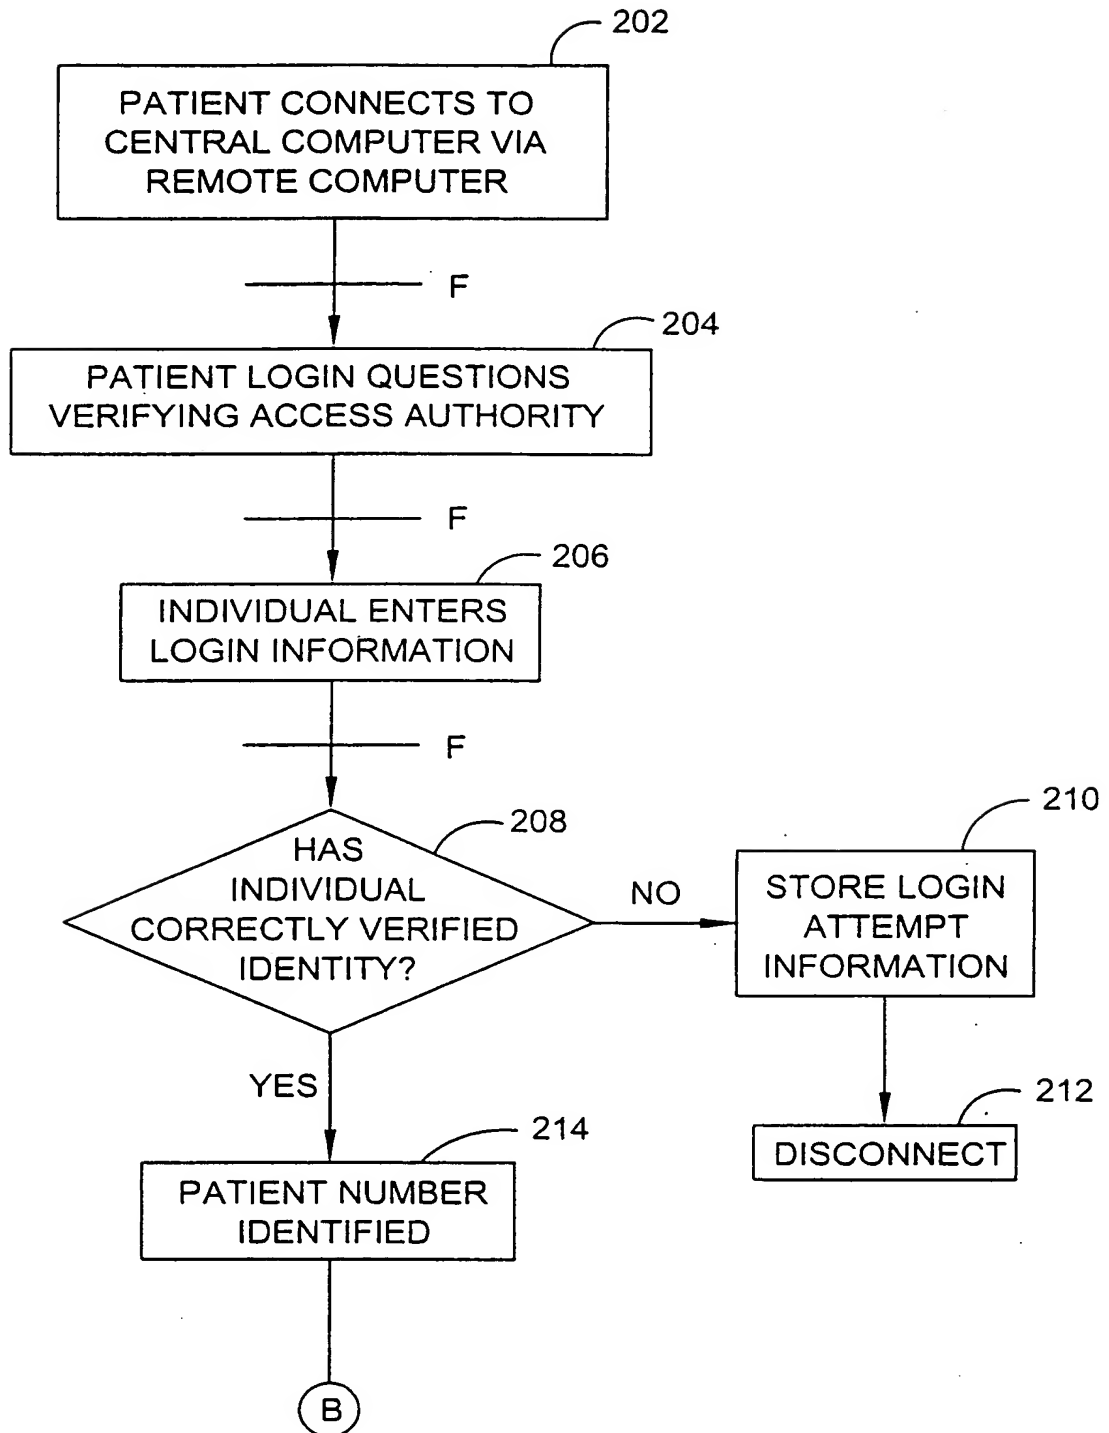 202
PATIENT CONNECTS TO
CENTRAL COMPUTER VIA
REMOTE COMPUTER
F
204
PATIENT LOGIN QUESTIONS
VERIFYING ACCESS AUTHORITY
F
206
INDIVIDUAL ENTERS
LOGIN INFORMATION
F
208
HAS
INDIVIDUAL
CORRECTLY VERIFIED
IDENTITY?
NO
210
STORE LOGIN
ATTEMPT
INFORMATION
YES
212
DISCONNECT
214
PATIENT NUMBER
IDENTIFIED
B